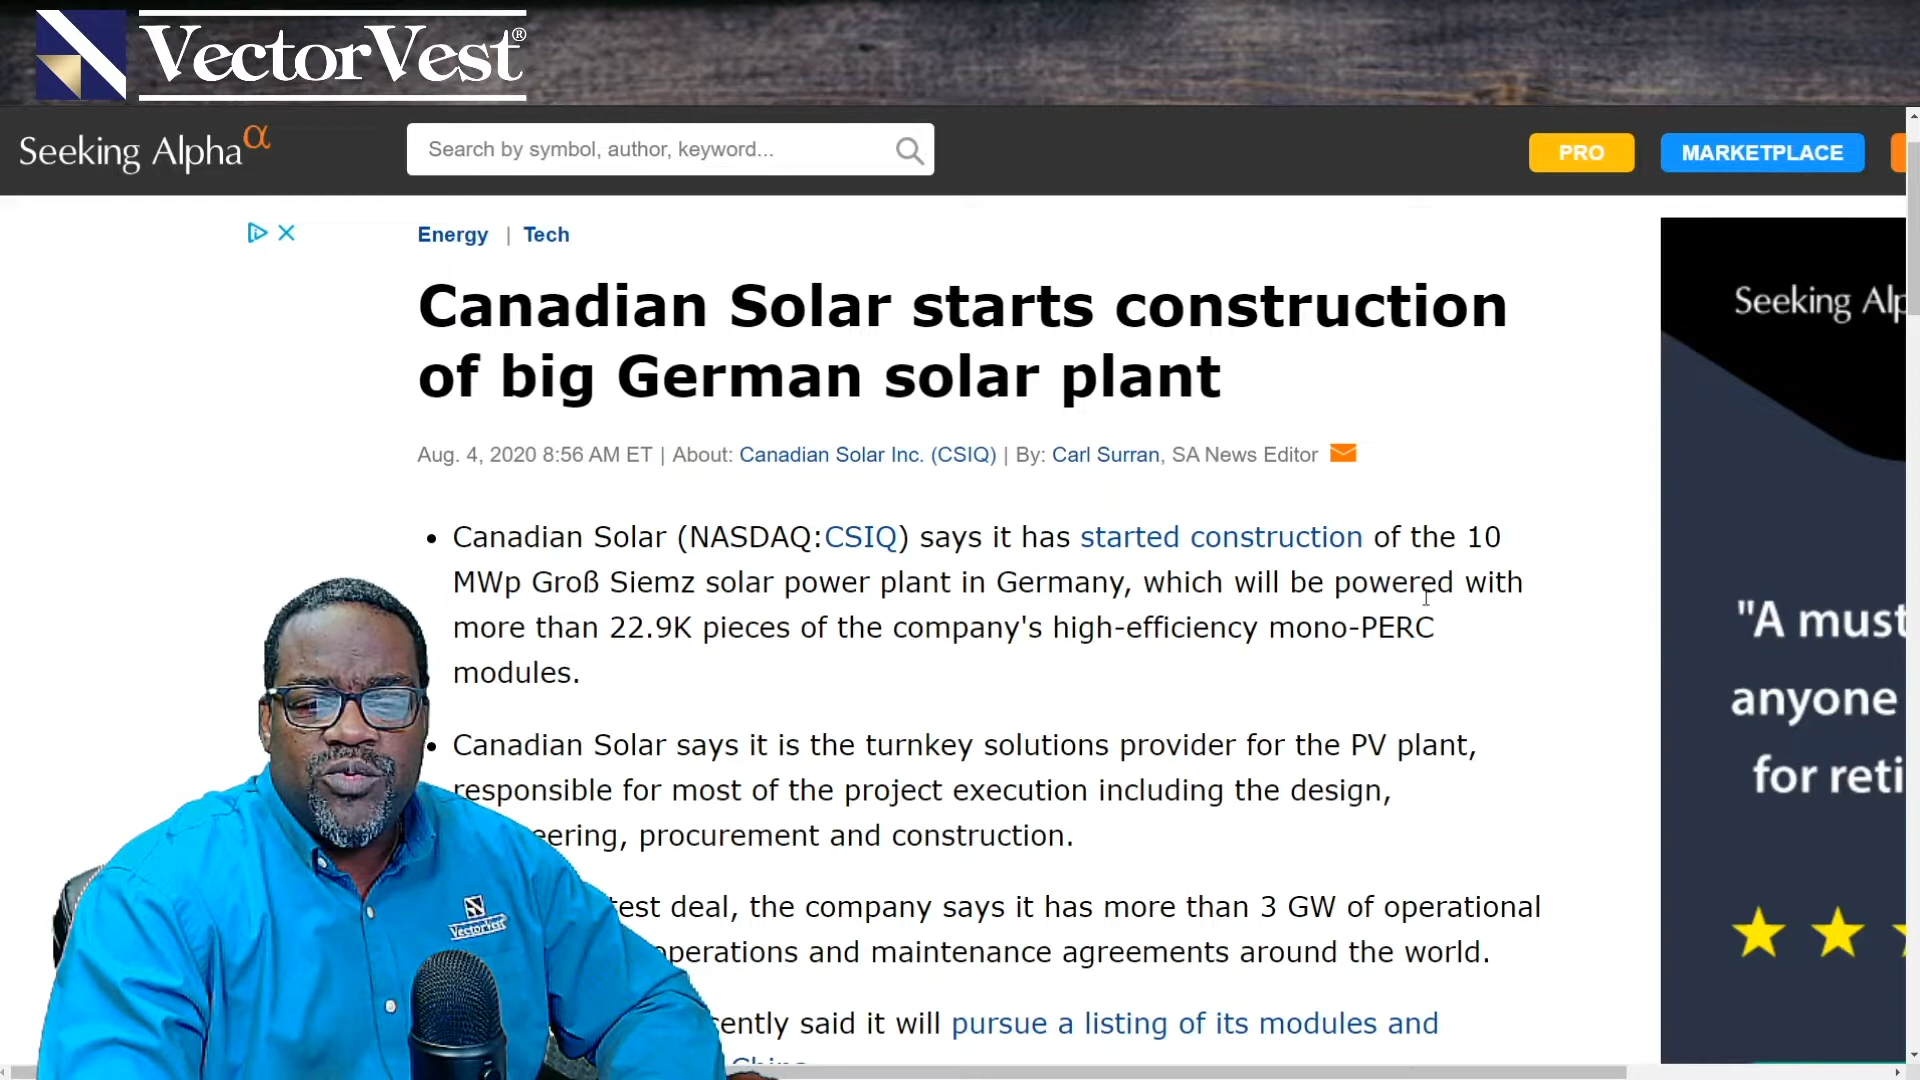 VectorVest®
Seeking Alpha α
Search by symbol, author, keyword...
PRO
MARKETPLACE
Energy | Tech
Canadian Solar starts construction
of big German solar plant
Aug. 4, 2020 8:56 AM ET | About: Canadian Solar Inc. (CSIQ) | By: Carl Surran, SA News Editor
• Canadian Solar (NASDAQ:CSIQ) says it has started construction of the 10
MWp Groß Siemz solar power plant in Germany, which will be powered with
more than 22.9K pieces of the company's high-efficiency mono-PERC
modules.
• Canadian Solar says it is the turnkey solutions provider for the PV plant,
responsible for most of the project execution including the design,
eering, procurement and construction.
test deal, the company says it has more than 3 GW of operational
operations and maintenance agreements around the world.
cently said it will pursue a listing of its modules and
China
Seeking Alp
"A must
anyone
for reti
VectorVest